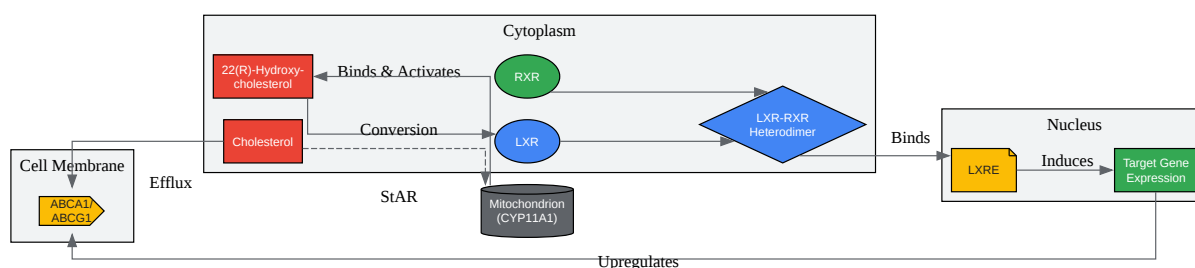 Cytoplasm
22(R)-Hydroxy-
cholesterol
Binds & Activates
RXR
LXR-RXR
Heterodimer
Cholesterol
Conversion
LXR
Binds
Nucleus
LXRE
Induces
Target Gene
Expression
Cell Membrane
ABCA1/
ABCG1
Efflux
StAR
Mitochondrion
(CYP11A1)
Upregulates